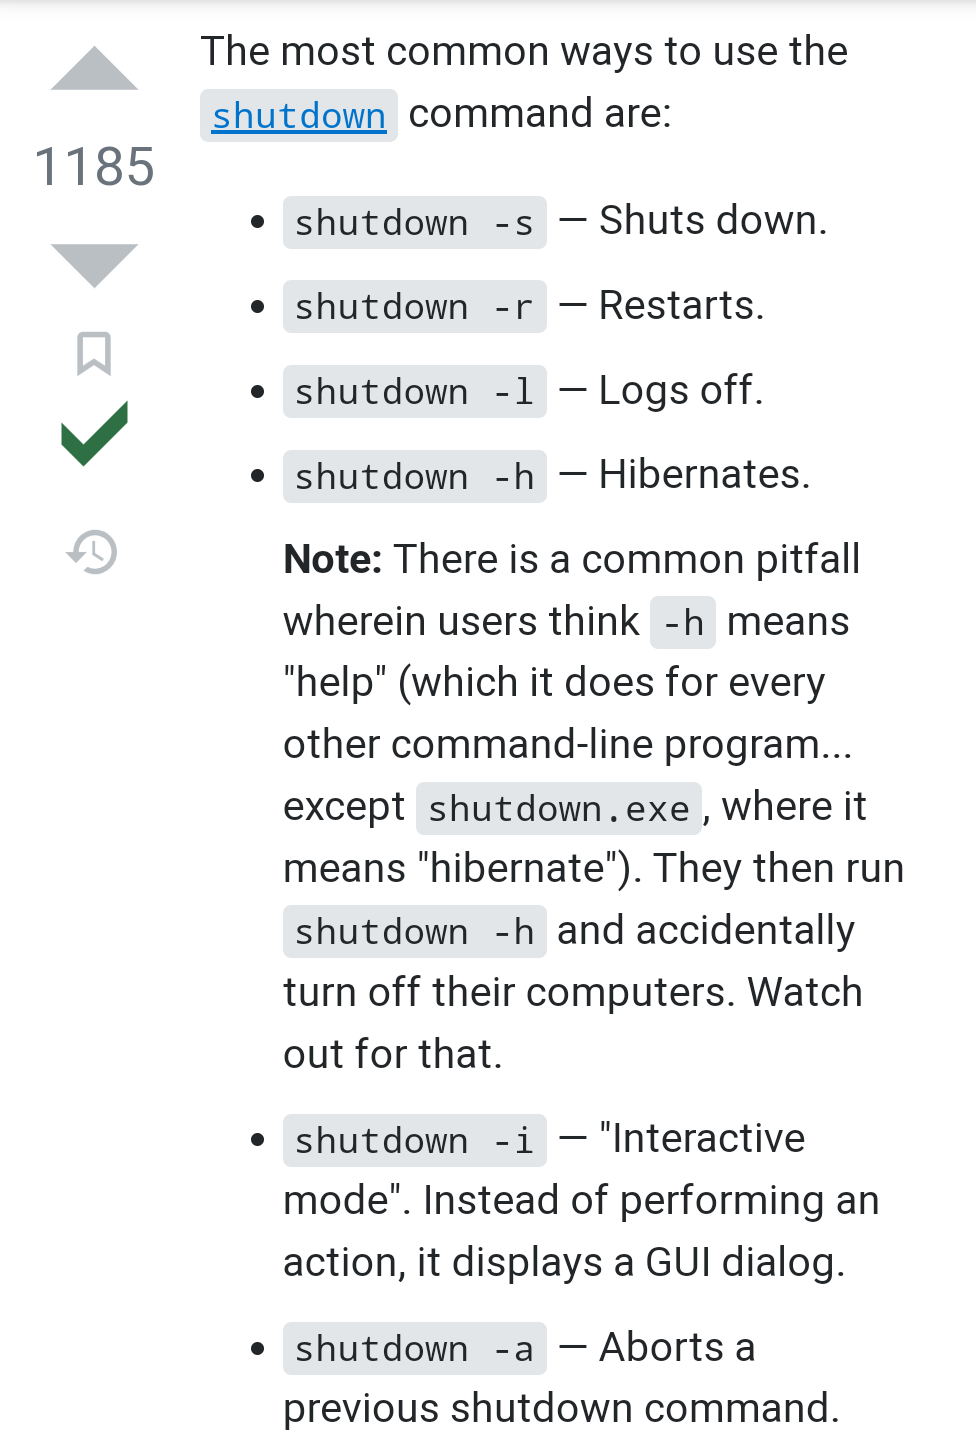 The most common ways to use the
shutdown command are:
1185
shutdown -s — Shuts down.
shutdown -r — Restarts.
shutdown -l — Logs off.
shutdown -h — Hibernates.
Note: There is a common pitfall
wherein users think -h means
"help" (which it does for every
other command-line program...
except shutdown.exe, where it
means "hibernate"). They then run
shutdown -h and accidentally
turn off their computers. Watch
out for that.
shutdown -i — "Interactive
mode". Instead of performing an
action, it displays a GUI dialog.
shutdown -a — Aborts a
previous shutdown command.